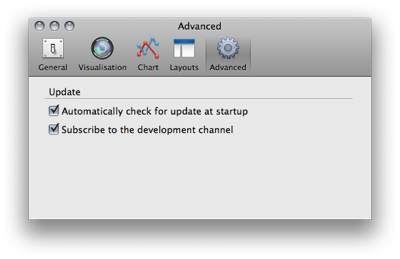 Advanced
General Visualisation Chart Layouts Advanced
Update
Automatically check for update at startup
Subscribe to the development channel